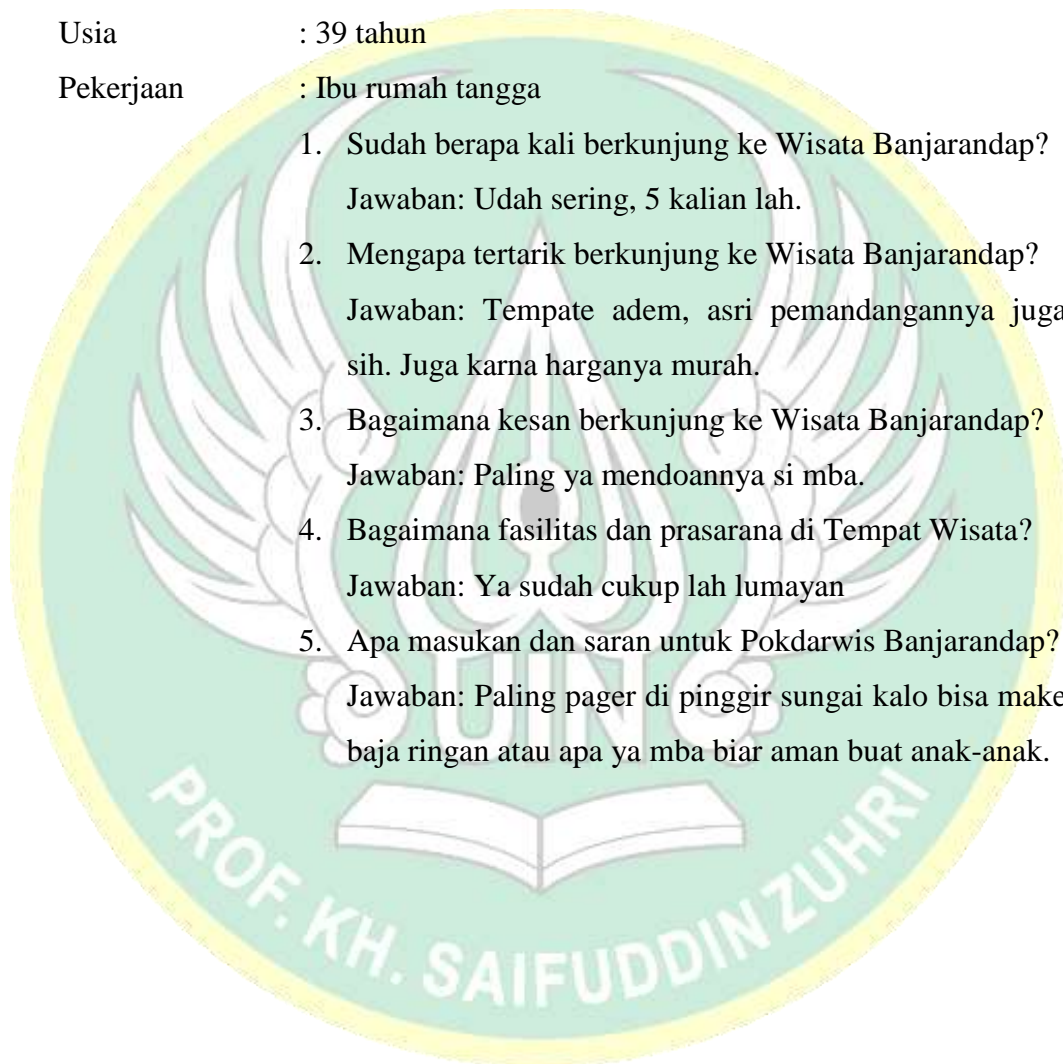 Usia : 39 tahun
Pekerjaan : Ibu rumah tangga
1. Sudah berapa kali berkunjung ke Wisata Banjarandap?
Jawaban: Udah sering, 5 kalian lah.
2. Mengapa tertarik berkunjung ke Wisata Banjarandap?
Jawaban: Tempate adem, asri pemandangannya juga
sih. Juga karna harganya murah.
3. Bagaimana kesan berkunjung ke Wisata Banjarandap?
Jawaban: Paling ya mendoannya si mba.
4. Bagaimana fasilitas dan prasarana di Tempat Wisata?
Jawaban: Ya sudah cukup lah lumayan
5. Apa masukan dan saran untuk Pokdarwis Banjarandap?
Jawaban: Paling pager di pinggir sungai kalo bisa make
baja ringan atau apa ya mba biar aman buat anak-anak.
UIN
PROF. KH. SAIFUDDIN ZUHRI